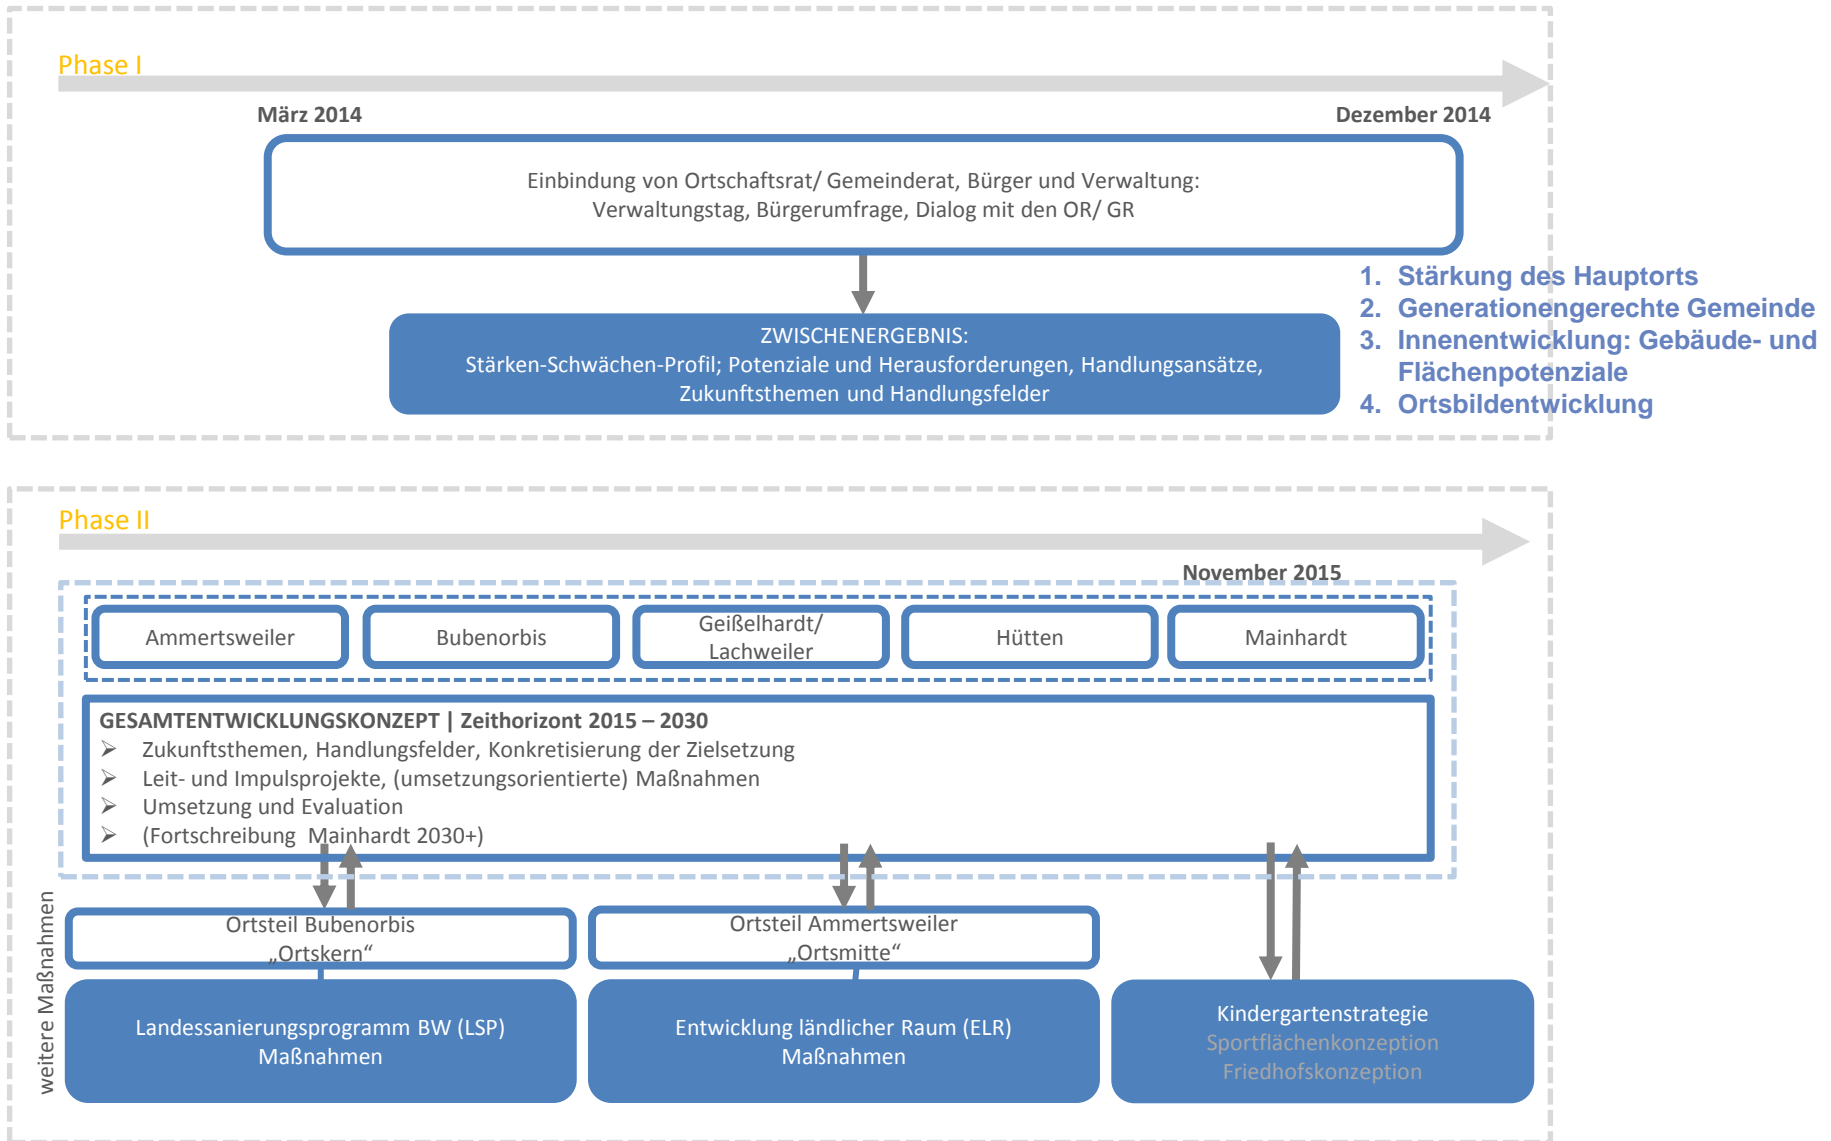 Phase I
März 2014
Dezember 2014
Einbindung von Ortschaftsrat/ Gemeinderat, Bürger und Verwaltung:
Verwaltungstag, Bürgerumfrage, Dialog mit den OR/ GR
ZWISCHENERGEBNIS:
Stärken-Schwächen-Profil; Potenziale und Herausforderungen, Handlungsansätze,
Zukunftsthemen und Handlungsfelder
1. Stärkung des Hauptorts
2. Generationengerechte Gemeinde
3. Innenentwicklung: Gebäude- und
Flächenpotenziale
4. Ortsbildentwicklung
Phase II
November 2015
Ammertsweiler
Bubenorbis
Geißelhardt/
Lachweiler
Hütten
Mainhardt
GESAMTENTWICKLUNGSKONZEPT | Zeithorizont 2015 – 2030
➢ Zukunftsthemen, Handlungsfelder, Konkretisierung der Zielsetzung
➢ Leit- und Impulsprojekte, (umsetzungsorientierte) Maßnahmen
➢ Umsetzung und Evaluation
➢ (Fortschreibung Mainhardt 2030+)
weitere Maßnahmen
Ortsteil Bubenorbis
„Ortskern“
Ortsteil Ammertsweiler
„Ortsmitte“
Landessanierungsprogramm BW (LSP)
Maßnahmen
Entwicklung ländlicher Raum (ELR)
Maßnahmen
Kindergartenstrategie
Sportflächenkonzeption
Friedhofskonzeption